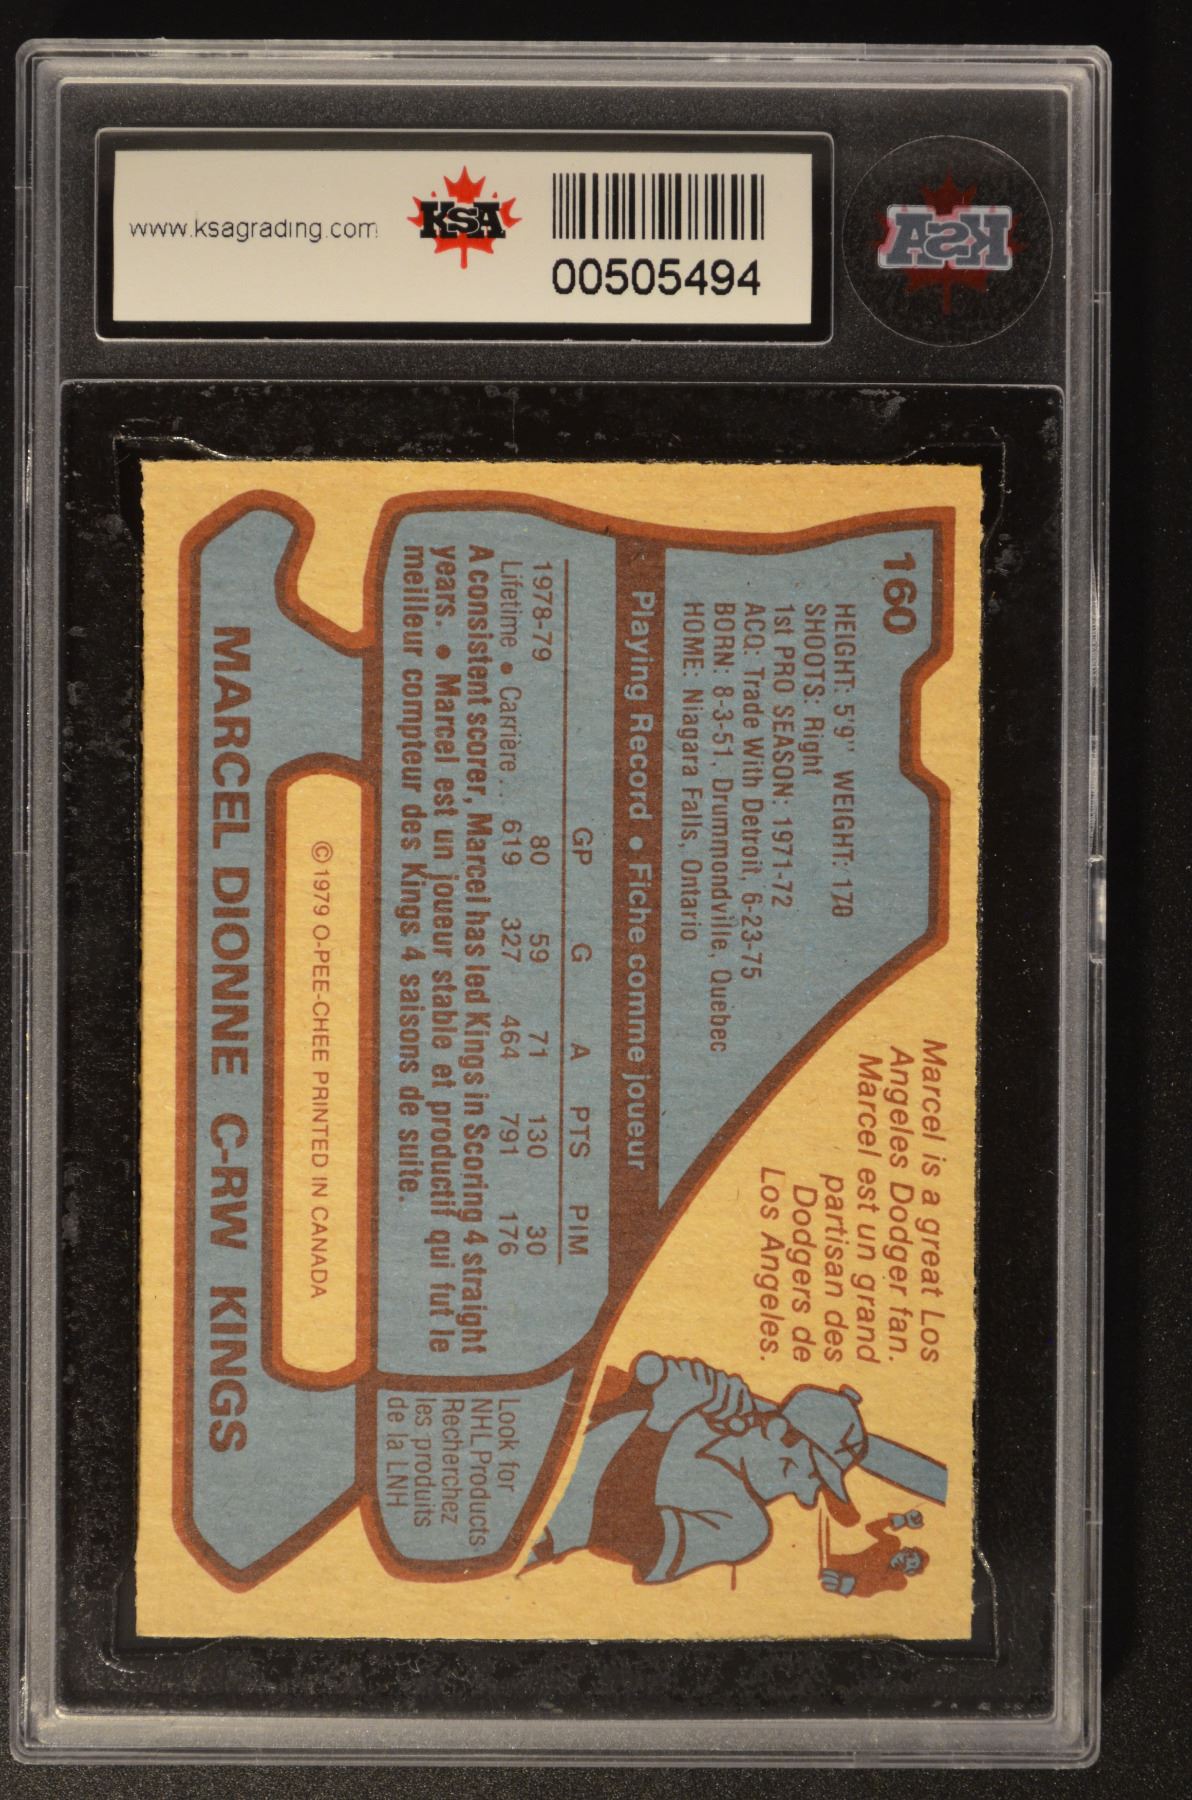 www.ksagrading.com
KSA
00505494
KSA
160
HEIGHT: 5'9" WEIGHT: 170
SHOOTS: Right
1st PRO SEASON: 1971-72
ACQ: Trade With Detroit, 6-23-75
BORN: 8-3-51, Drummondville, Quebec
HOME: Niagara Falls, Ontario
Marcel is a great Los
Angeles Dodger fan.
Marcel est un grand
partisan des
Dodgers de
Los Angeles.
Playing Record • Fiche comme joueur
GP G A PTS PIM
1978-79 80 59 71 130 30
Lifetime • Carrière .. 619 327 464 791 176
A consistent scorer, Marcel has led Kings in Scoring 4 straight
years. • Marcel est un joueur stable et productif qui fut le
meilleur compteur des Kings 4 saisons de suite.
Look for
NHL Products
Recherchez
les produits
de la LNH
© 1979 O-PEE-CHEE PRINTED IN CANADA
MARCEL DIONNE C-RW KINGS